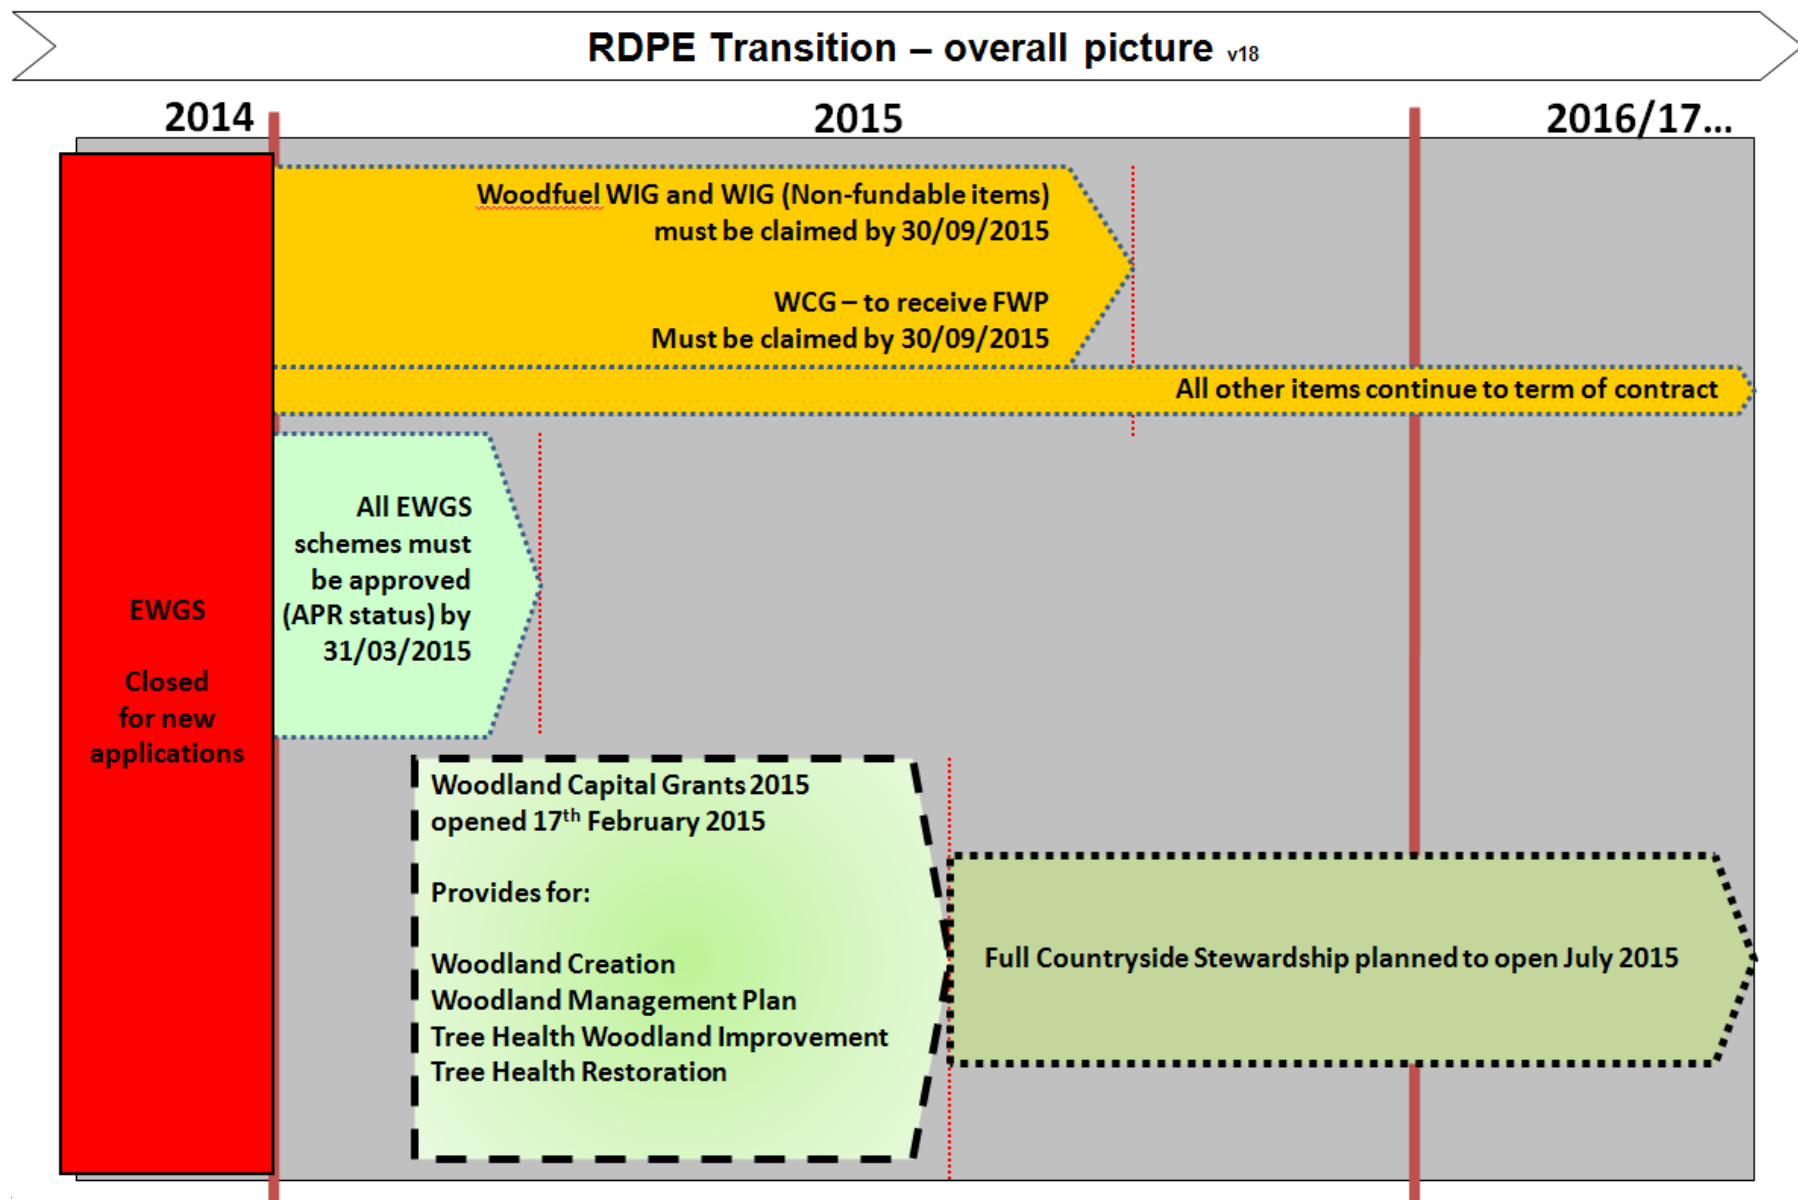 RDPE Transition – overall picture v18
2014
2015
2016/17...
Woodfuel WIG and WIG (Non-fundable items)
must be claimed by 30/09/2015
WCG – to receive FWP
Must be claimed by 30/09/2015
All other items continue to term of contract
All EWGS
schemes must
be approved
(APR status) by
31/03/2015
EWGS
Closed
for new
applications
Woodland Capital Grants 2015
opened 17th February 2015
Provides for:
Woodland Creation
Woodland Management Plan
Tree Health Woodland Improvement
Tree Health Restoration
Full Countryside Stewardship planned to open July 2015